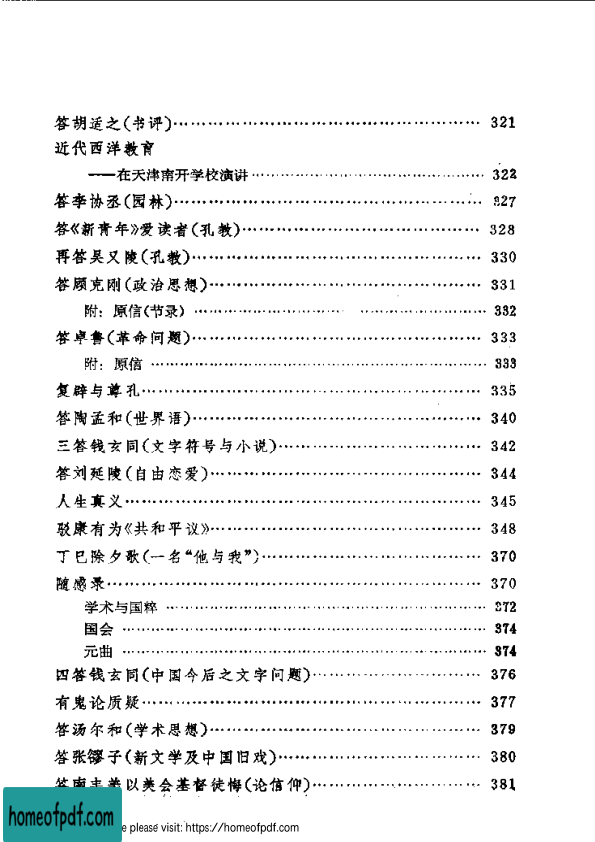 答胡适之(书评)……………………………………………… 321
近代西洋教育
——在天津南开学校演讲………………………………… 322
答李协丞(园林)……………………………………………… 327
答《新青年》爱读者(孔教)………………………………… 328
再答吴又陵(孔教)…………………………………………… 330
答顾克刚(政治思想)………………………………………… 331
附:原信(节录)……………………………………………… 332
答卓鲁(革命问题)…………………………………………… 333
附:原信……………………………………………………… 333
复辟与尊孔…………………………………………………… 335
答陶孟和(世界语)…………………………………………… 340
三答钱玄同(文字符号与小说)……………………………… 342
答刘延陵(自由恋爱)………………………………………… 344
人生真义……………………………………………………… 345
驳康有为《共和平议》……………………………………… 348
丁巳除夕歌(一名“他与我”)……………………………… 370
随感录………………………………………………………… 370
学术与国粹…………………………………………………… 372
国会…………………………………………………………… 374
元曲…………………………………………………………… 374
四答钱玄同(中国今后之文字问题)………………………… 376
有鬼论质疑…………………………………………………… 377
答汤尔和(学术思想)………………………………………… 379
答张镠子(新文学及中国旧戏)……………………………… 380
答南丰美以美会基督徒悔(论信仰)………………………… 381
homeofpdf.com
e please visit: https://homeofpdf.com